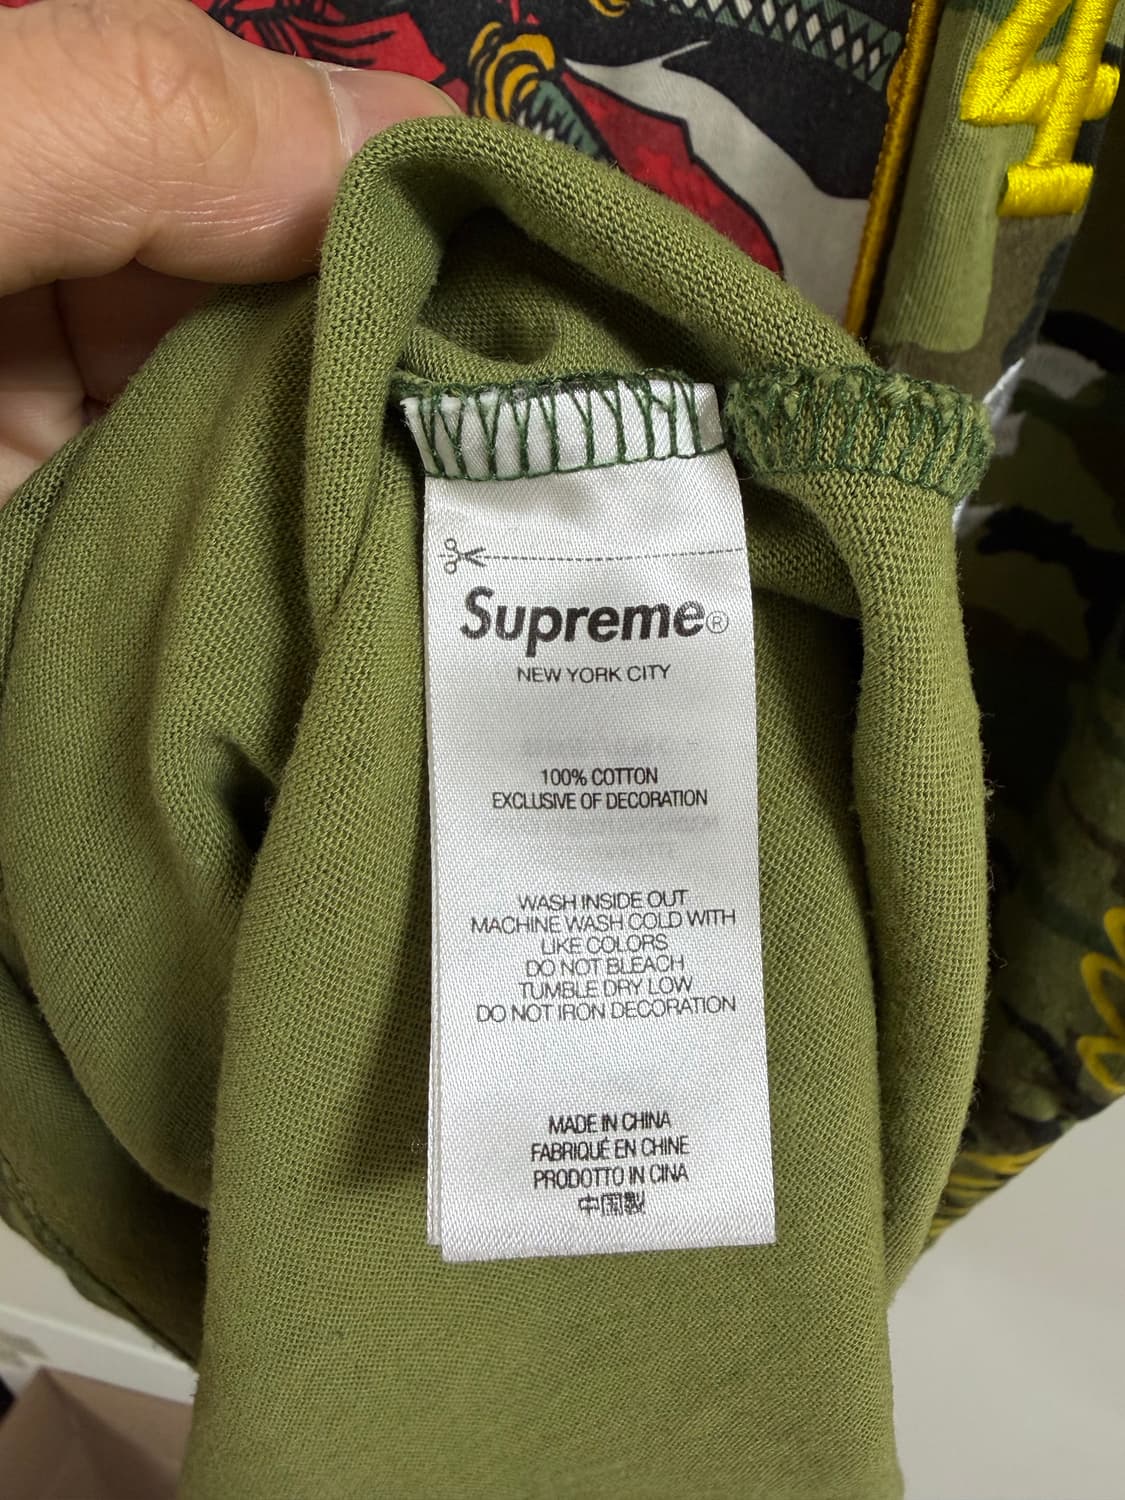 4
Supreme®
NEW YORK CITY
100% COTTON
EXCLUSIVE OF DECORATION
WASH INSIDE OUT
MACHINE WASH COLD WITH
LIKE COLORS
DO NOT BLEACH
TUMBLE DRY LOW
DO NOT IRON DECORATION
MADE IN CHINA
FABRIQUÉ EN CHINE
PRODOTTO IN CINA
中国製